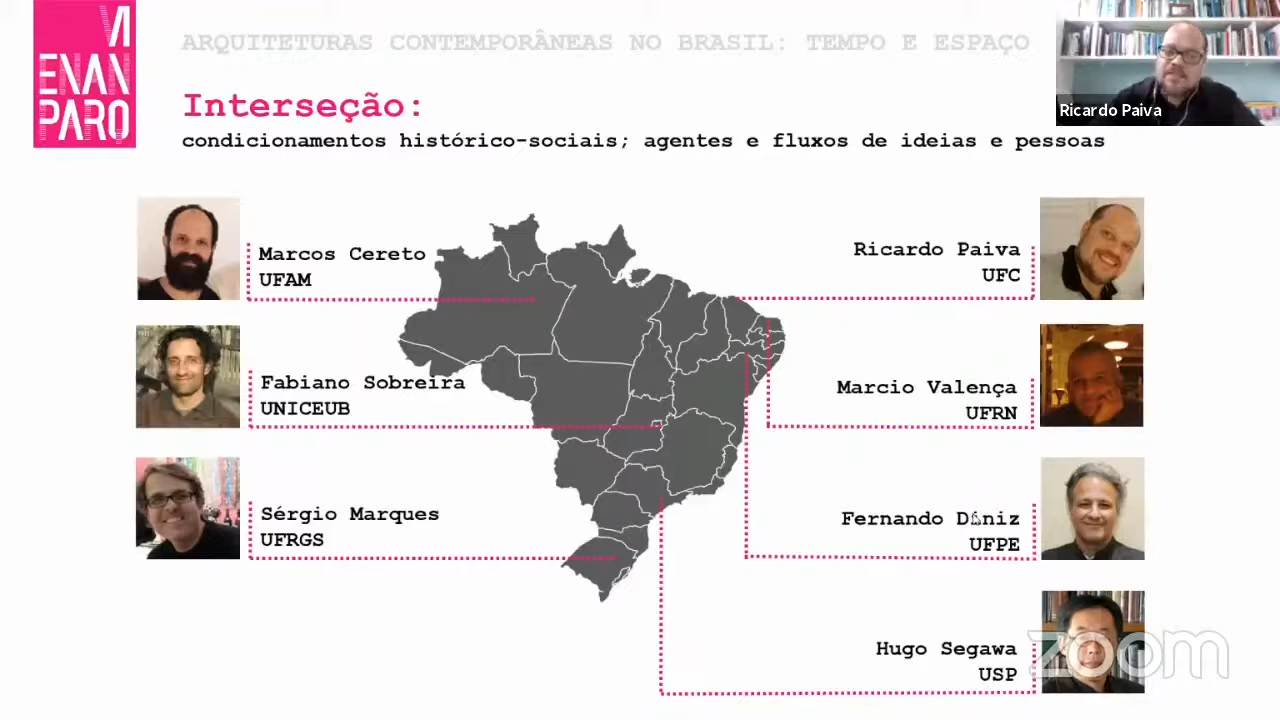 VI
ENAN
PARQ
ARQUITETURAS CONTEMPORÂNEAS NO BRASIL: TEMPO E ESPAÇO
Interseção:
condicionamentos histórico-sociais; agentes e fluxos de ideias e pessoas
Ricardo Paiva
Marcos Cereto
UFAM
Ricardo Paiva
UFC
Fabiano Sobreira
UNICEUB
Marcio Valença
UFRN
Sérgio Marques
UFRGS
Fernando Diniz
UFPE
Hugo Segawa
USP
zoom